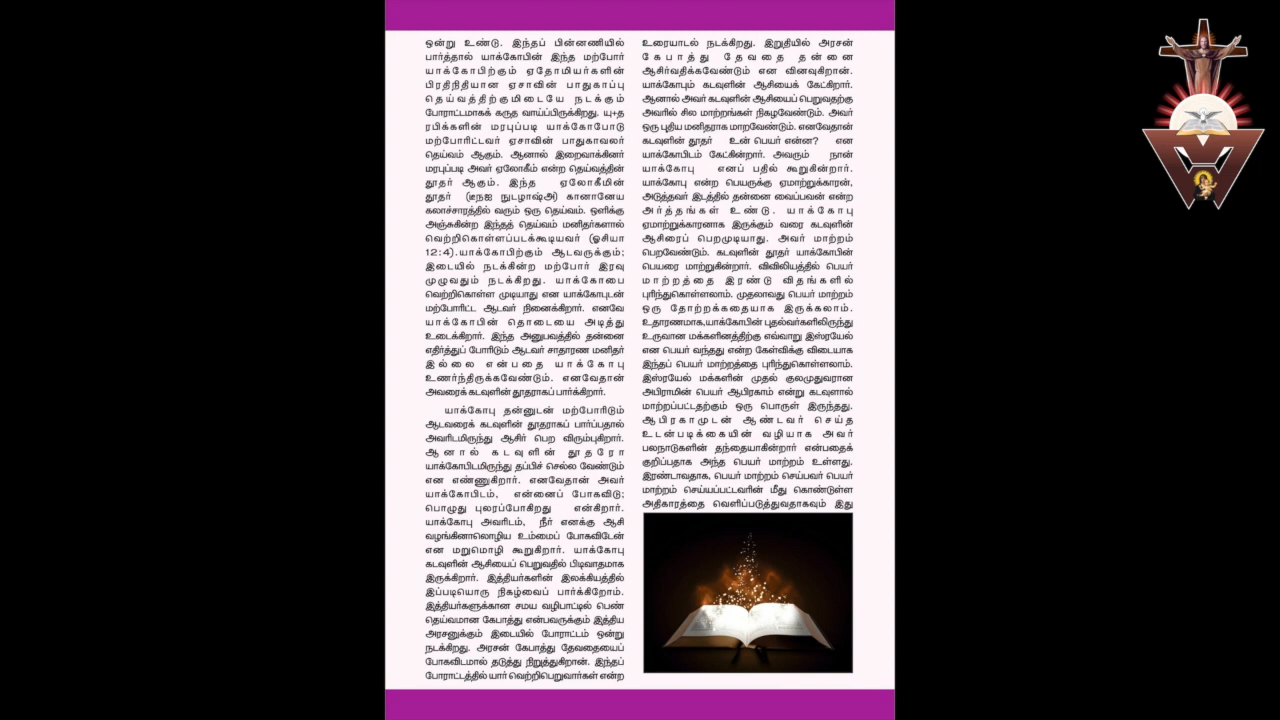 ஒன்று உண்டு. இந்தப் பின்னணியில்
பார்த்தால் யாக்கோபின் இந்த மற்போர்
யாக்கோபிற்கும் ஏதோமியர்களின்
பிரதிநிதியான ஏசாவின் பாதுகாப்பு
தெய்வத்திற்குமிடையே நடக்கும்
போராட்டமாகக் கருத வாய்ப்பிருக்கிறது. யு+த
ரபிக்களின் மரபுப்படி யாக்கோபோடு
மற்போரிட்டவர் ஏசாவின் பாதுகாவலர்
தெய்வம் ஆகும். ஆனால் இறைவாக்கினர்
மரபுப்படி அவர் ஏலோகீம் என்ற தெய்வத்தின்
தூதர் ஆகும். இந்த ஏலோகீமின்
தூதர் (டீநஐ நுடழாஷ்அ) கானானேய
கலாச்சாரத்தில் வரும் ஒரு தெய்வம். ஒளிக்கு
அஞ்சுகின்ற இந்தத் தெய்வம் மனிதர்களால்
வெற்றிகொள்ளப்படக்கூடியவர் (ஓசியா
12:4).யாக்கோபிற்கும் ஆடவருக்கும்;
இடையில் நடக்கின்ற மற்போர் இரவு
முழுவதும் நடக்கிறது. யாக்கோபை
வெற்றிகொள்ள முடியாது என யாக்கோபுடன்
மற்போரிட்ட ஆடவர் நினைக்கிறார். எனவே
யாக்கோபின் தொடையை அடித்து
உடைக்கிறார். இந்த அனுபவத்தில் தன்னை
எதிர்த்துப் போரிடும் ஆடவர் சாதாரண மனிதர்
இல்லை என்பதை யாக்கோபு
உணர்ந்திருக்கவேண்டும். எனவேதான்
அவரைக் கடவுளின் தூதராகப் பார்க்கிறார்.
யாக்கோபு தன்னுடன் மற்போரிடும்
ஆடவரைக் கடவுளின் தூதராகப் பார்ப்பதால்
அவரிடமிருந்து ஆசிர் பெற விரும்புகிறார்.
ஆனால் கடவுளின் தூதரோ
யாக்கோபிடமிருந்து தப்பிச் செல்ல வேண்டும்
என எண்ணுகிறார். எனவேதான் அவர்
யாக்கோபிடம், என்னைப் போகவிடு;
பொழுது புலரப்போகிறது என்கிறார்.
யாக்கோபு அவரிடம், நீர் எனக்கு ஆசி
வழங்கினாலொழிய உம்மைப் போகவிடேன்
என மறுமொழி கூறுகிறார். யாக்கோபு
கடவுளின் ஆசியைப் பெறுவதில் பிடிவாதமாக
இருக்கிறார். இத்தியர்களின் இலக்கியத்தில்
இப்படியொரு நிகழ்வைப் பார்க்கிறோம்.
இத்தியர்களுக்கான சமய வழிபாட்டில் பெண்
தெய்வமான கேபாத்து என்பவருக்கும் இத்திய
அரசனுக்கும் இடையில் போராட்டம் ஒன்று
நடக்கிறது. அரசன் கேபாத்து தேவதையைப்
போகவிடமால் தடுத்து நிறுத்துகிறான். இந்தப்
போராட்டத்தில் யார் வெற்றிபெறுவார்கள் என்ற
உரையாடல் நடக்கிறது. இறுதியில் அரசன்
கேபாத்து தேவதை தன்னை
ஆசிர்வதிக்கவேண்டும் என வினவுகிறான்.
யாக்கோபும் கடவுளின் ஆசியைக் கேட்கிறார்.
ஆனால் அவர் கடவுளின் ஆசியைப் பெறுவதற்கு
அவரில் சில மாற்றங்கள் நிகழவேண்டும். அவர்
ஒரு புதிய மனிதராக மாறவேண்டும். எனவேதான்
கடவுளின் தூதர் உன் பெயர் என்ன? என
யாக்கோபிடம் கேட்கின்றார். அவரும் நான்
யாக்கோபு எனப் பதில் கூறுகின்றார்.
யாக்கோபு என்ற பெயருக்கு ஏமாற்றுக்காரன்,
அடுத்தவர் இடத்தில் தன்னை வைப்பவன் என்ற
அர்த்தங்கள் உண்டு. யாக்கோபு
ஏமாற்றுக்காரனாக இருக்கும் வரை கடவுளின்
ஆசிரைப் பெறமுடியாது. அவர் மாற்றம்
பெறவேண்டும். கடவுளின் தூதர் யாக்கோபின்
பெயரை மாற்றுகின்றார். விவிலியத்தில் பெயர்
மாற்றத்தை இரண்டு விதங்களில்
புரிந்துகொள்ளலாம். முதலாவது பெயர் மாற்றம்
ஒரு தோற்றக்கதையாக இருக்கலாம்.
உதாரணமாக,யாக்கோபின் புதல்வர்களிலிருந்து
உருவான மக்களினத்திற்கு எவ்வாறு இஸ்ரயேல்
என பெயர் வந்தது என்ற கேள்விக்கு விடையாக
இந்தப் பெயர் மாற்றத்தை புரிந்துகொள்ளலாம்.
இஸ்ரயேல் மக்களின் முதல் குலமுதுவரான
அபிராமின் பெயர் ஆபிரகாம் என்று கடவுளால்
மாற்றப்பட்டதற்கும் ஒரு பொருள் இருந்தது.
ஆபிரகாமுடன் ஆண்டவர் செய்த
உடன்படிக்கையின் வழியாக அவர்
பலநாடுகளின் தந்தையாகின்றார் என்பதைக்
குறிப்பதாக அந்த பெயர் மாற்றம் உள்ளது.
இரண்டாவதாக, பெயர் மாற்றம் செய்பவர் பெயர்
மாற்றம் செய்யப்பட்டவரின் மீது கொண்டுள்ள
அதிகாரத்தை வெளிப்படுத்துவதாகவும் இது